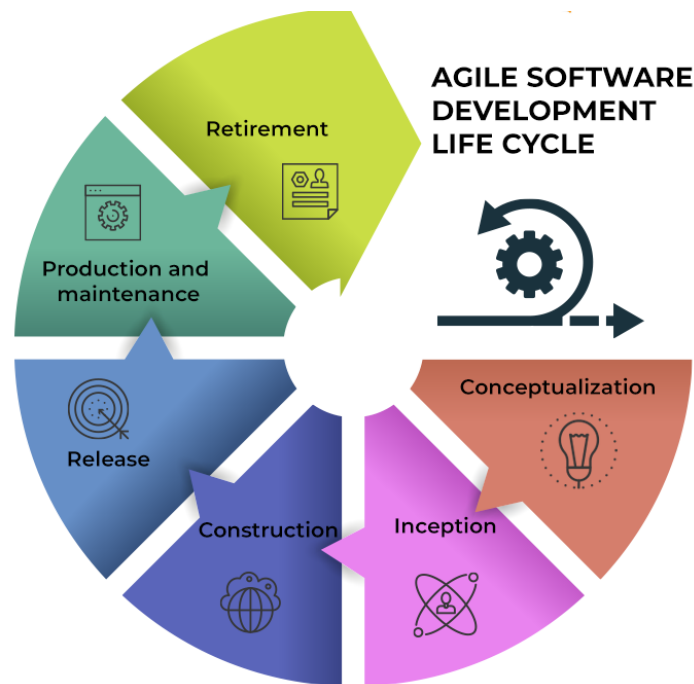 AGILE SOFTWARE
DEVELOPMENT
LIFE CYCLE
Conceptualization
Inception
Construction
Release
Production and
maintenance
Retirement